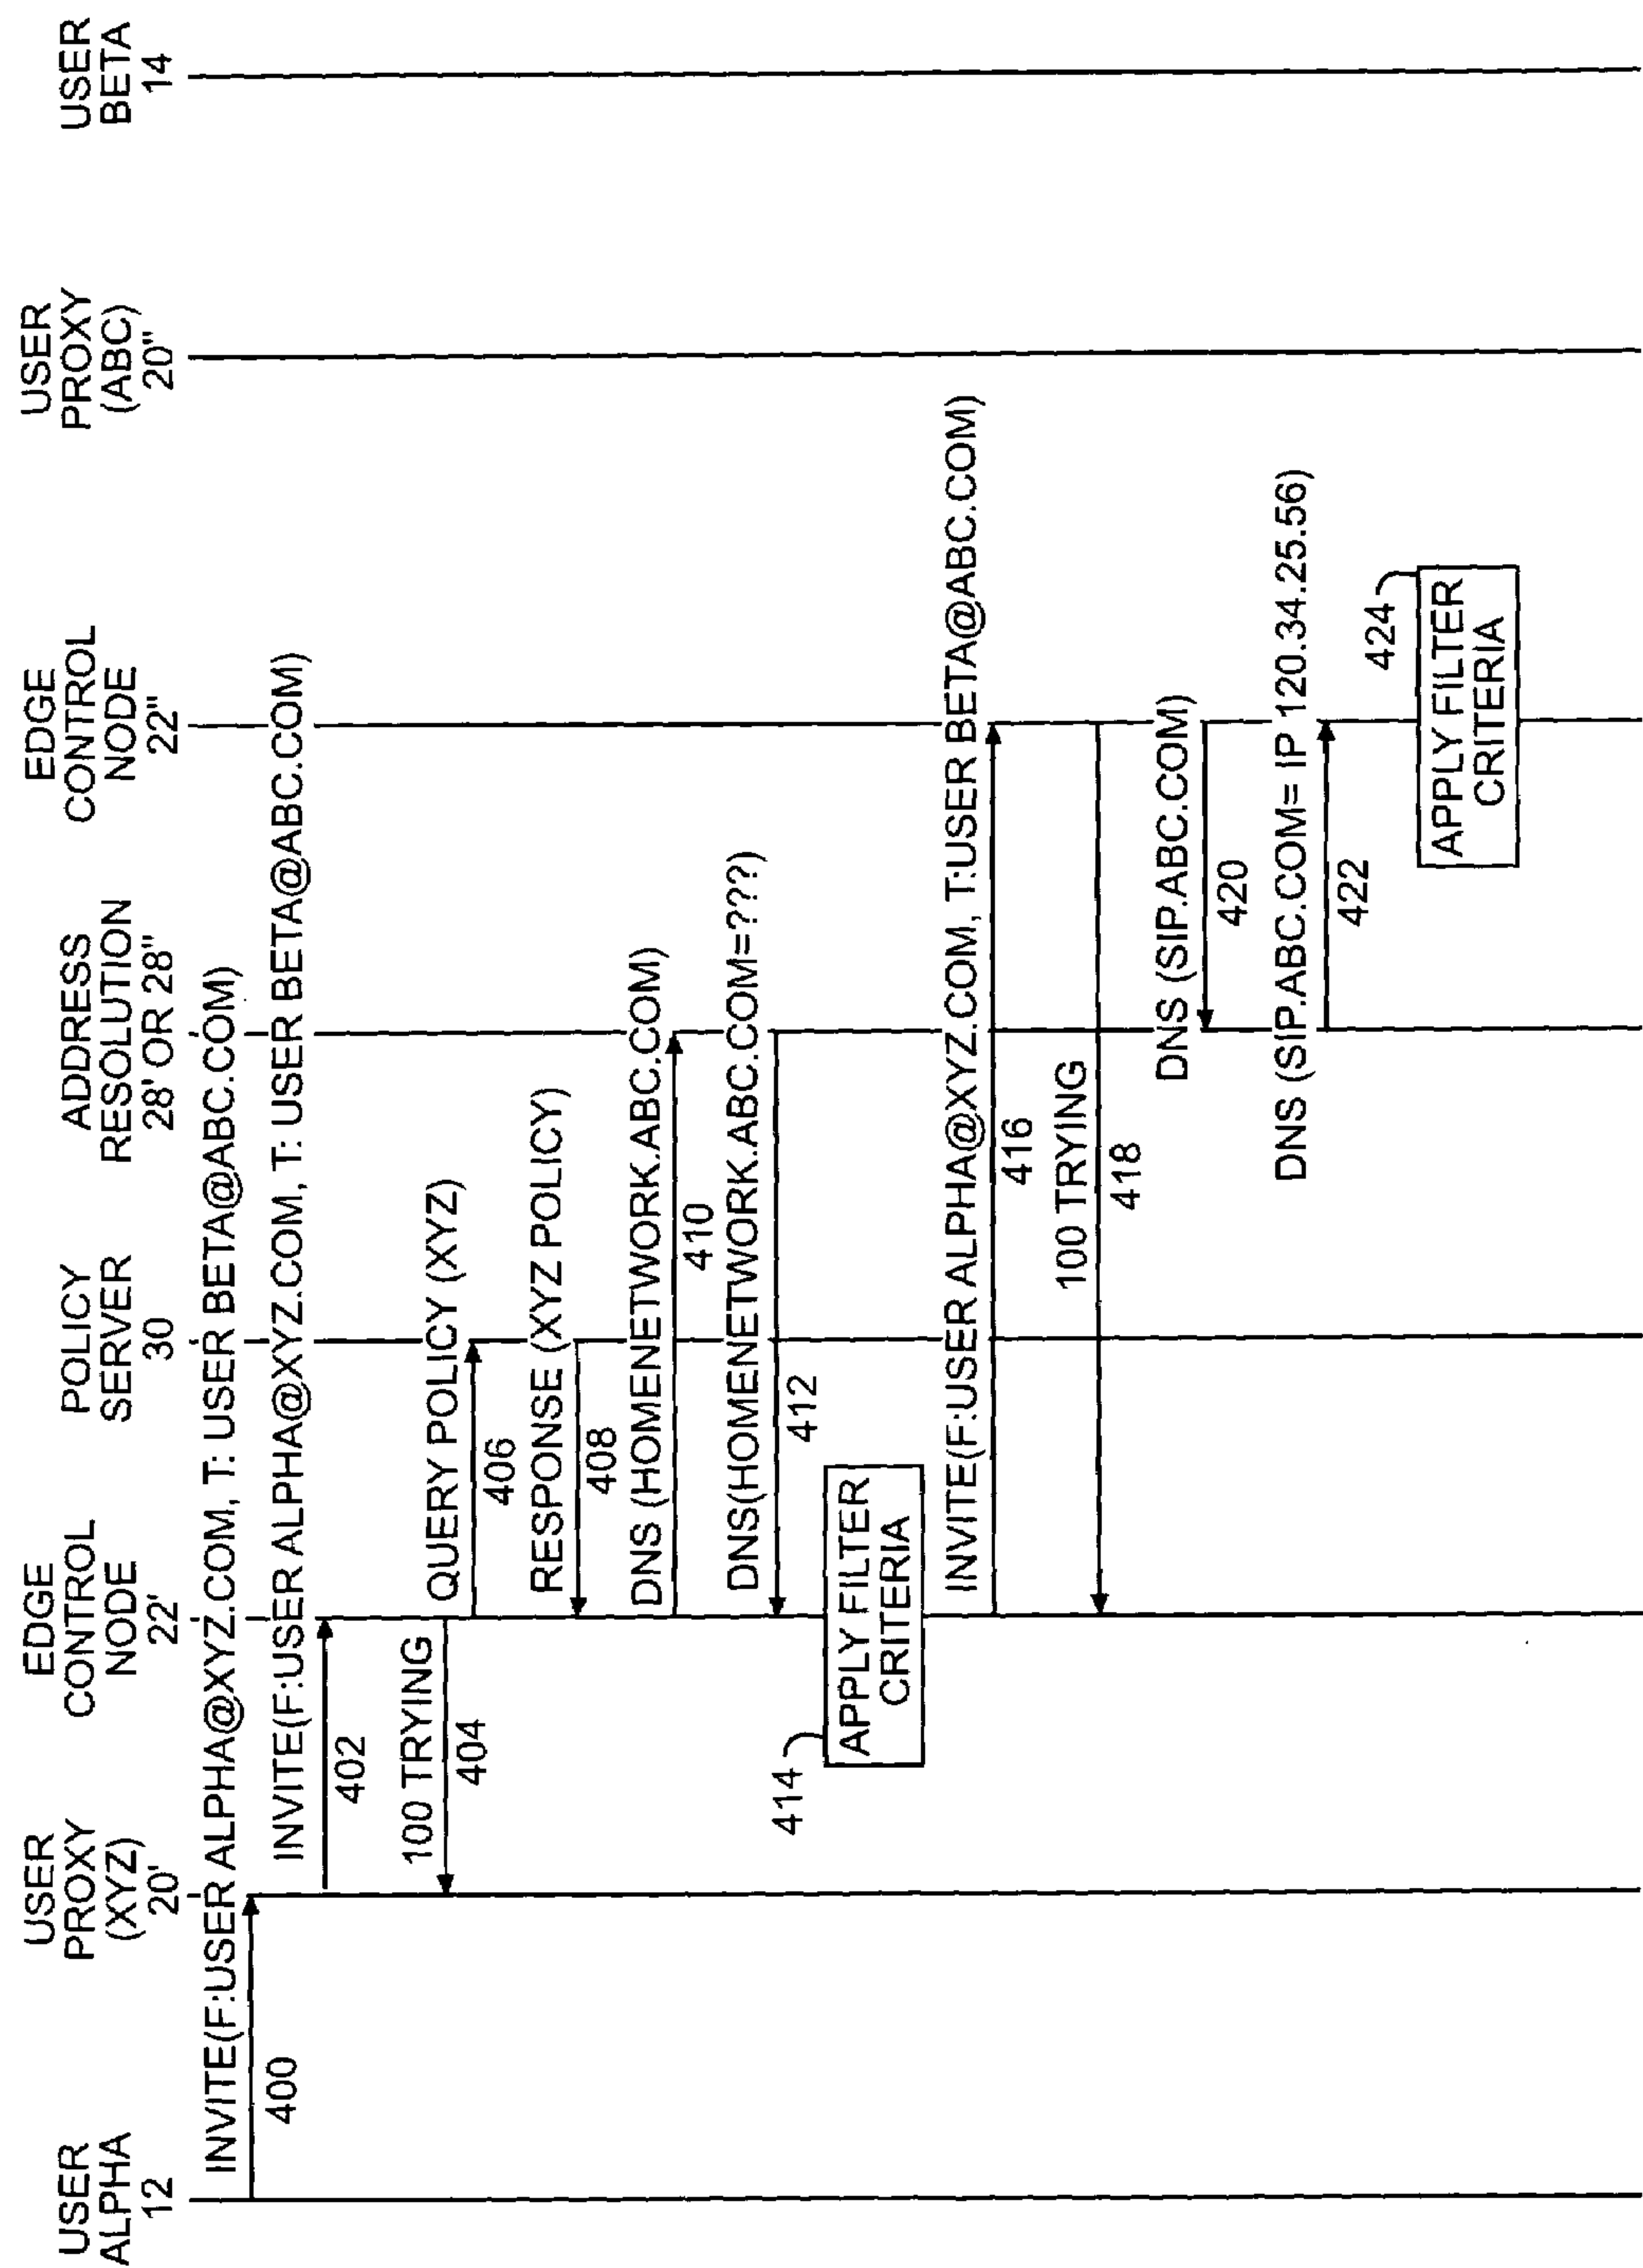 USER
ALPHA
12
USER
PROXY
(XYZ)
20'
EDGE
CONTROL
NODE
22'
POLICY
SERVER
30
ADDRESS
RESOLUTION
28' OR 28"
EDGE
CONTROL
NODE
22"
USER
PROXY
(ABC)
20"
USER
BETA
14
INVITE(F:USER ALPHA@XYZ.COM, T: USER BETA@ABC.COM)
400
INVITE(F:USER ALPHA@XYZ.COM, T: USER BETA@ABC.COM)
402
100 TRYING
404
QUERY POLICY (XYZ)
406
RESPONSE (XYZ POLICY)
408
DNS (HOMENETWORK.ABC.COM)
410
DNS(HOMENETWORK.ABC.COM=???)
412
414
APPLY FILTER
CRITERIA
INVITE(F:USER ALPHA@XYZ.COM, T:USER BETA@ABC.COM)
416
100 TRYING
418
DNS (SIP.ABC.COM)
420
DNS (SIP.ABC.COM= IP 120.34.25.56)
422
424
APPLY FILTER
CRITERIA